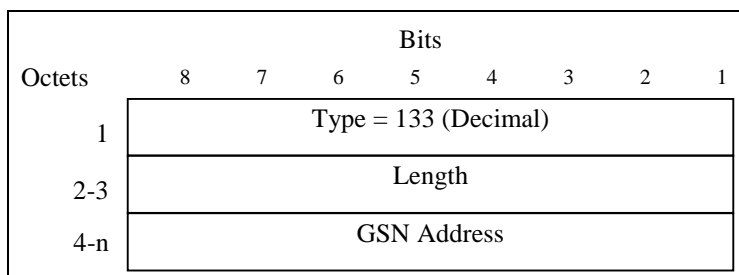 Bits
Octets 8 7 6 5 4 3 2 1
1 Type = 133 (Decimal)
2-3 Length
4-n GSN Address